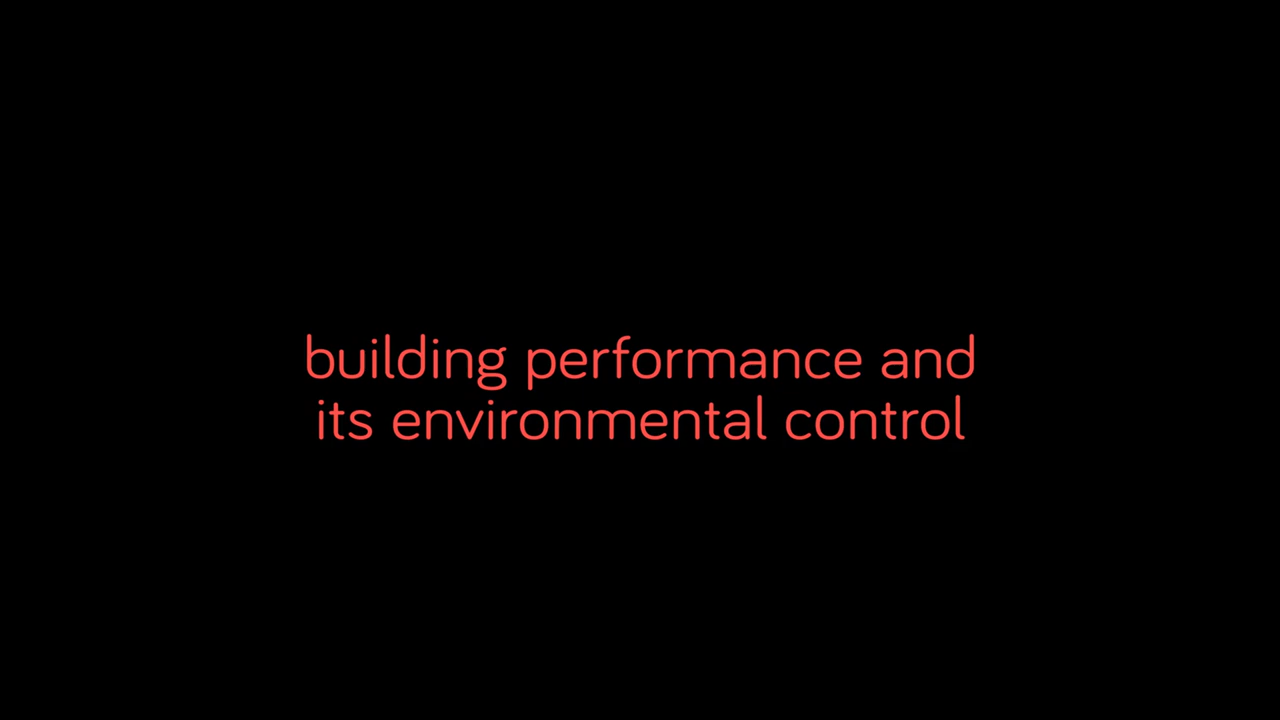 building performance and
its environmental control